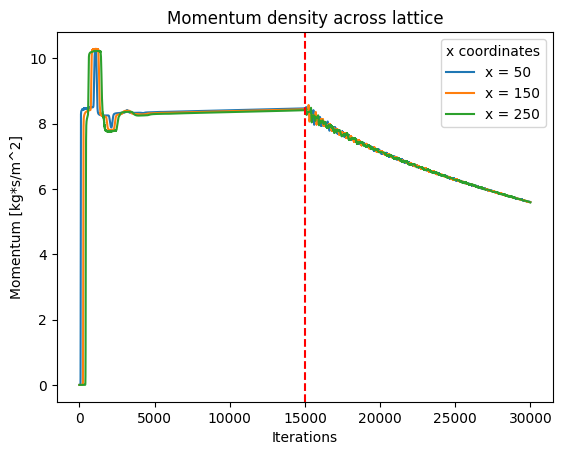 Momentum density across lattice
x coordinates
x = 50
x = 150
x = 250
Momentum [kg*s/m^2]
10
8
6
4
2
0
0
5000
10000
15000
20000
25000
30000
Iterations